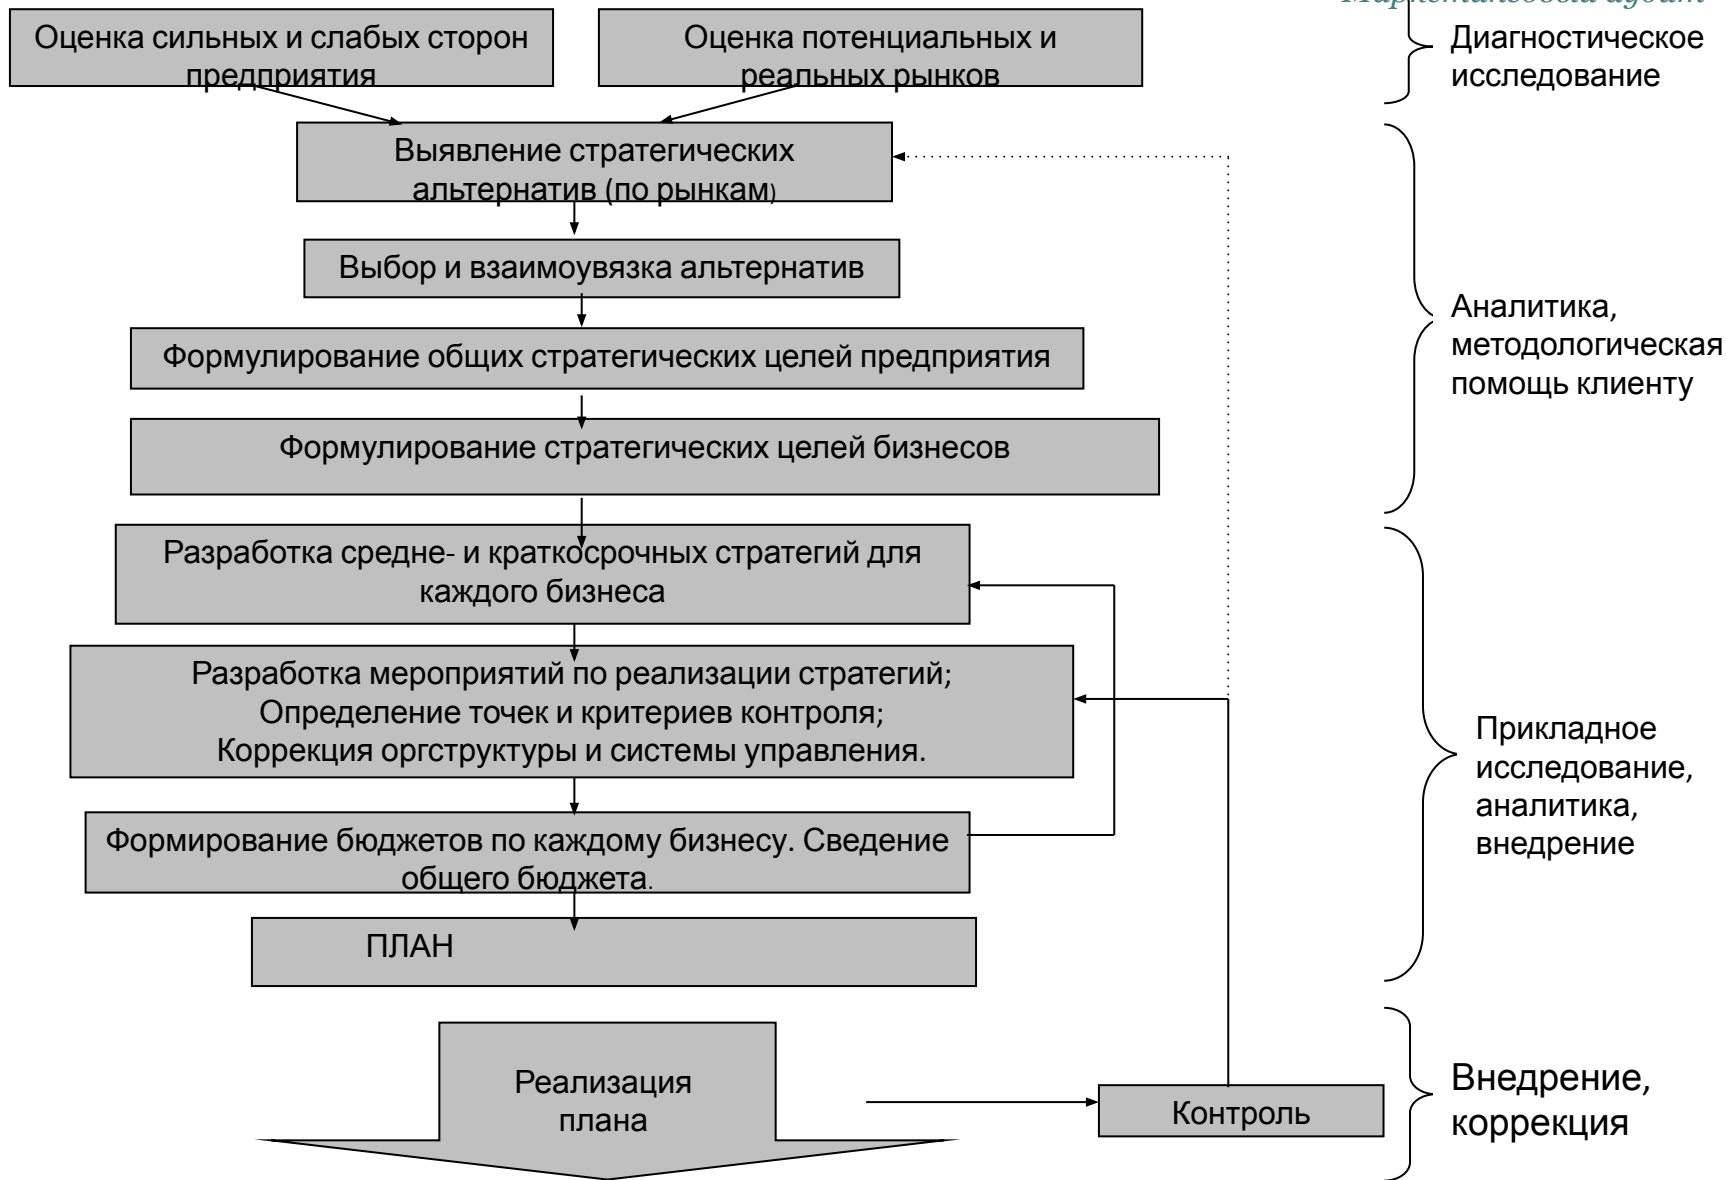 Маркетинговый аудит
Оценка сильных и слабых сторон
предприятия
Оценка потенциальных и
реальных рынков
Диагностическое
исследование
Выявление стратегических
альтернатив (по рынкам)
Выбор и взаимоувязка альтернатив
Формулирование общих стратегических целей предприятия
Формулирование стратегических целей бизнесов
Аналитика,
методологическая
помощь клиенту
Разработка средне- и краткосрочных стратегий для
каждого бизнеса
Разработка мероприятий по реализации стратегий;
Определение точек и критериев контроля;
Коррекция оргструктуры и системы управления.
Формирование бюджетов по каждому бизнесу. Сведение
общего бюджета.
ПЛАН
Прикладное
исследование,
аналитика,
внедрение
Реализация
плана
Контроль
Внедрение,
коррекция